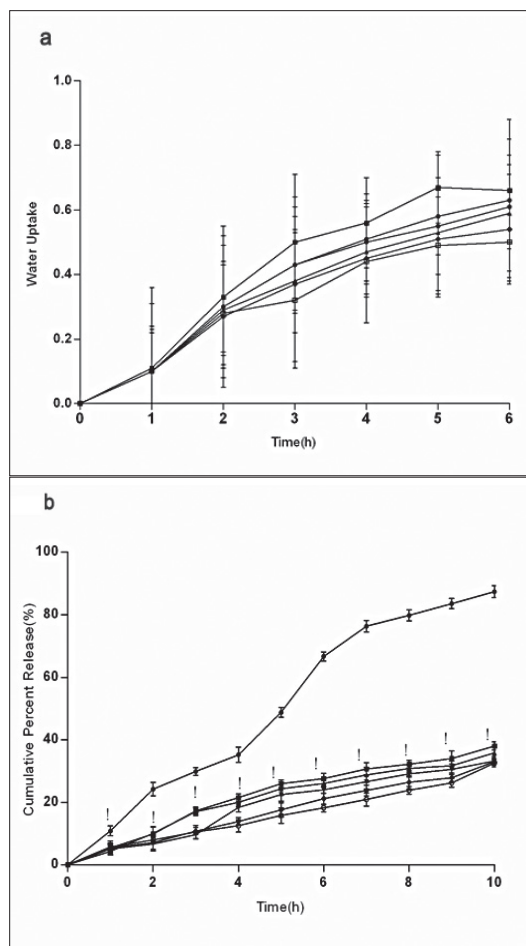 a
1.0
0.8
0.6
0.4
0.2
0.0
Water Uptake
0 1 2 3 4 5 6
Time(h)
b
100
80
60
40
20
0
Cumulative Percent Release(%)
! ! ! ! ! ! ! ! ! !
0 2 4 6 8 10
Time(h)